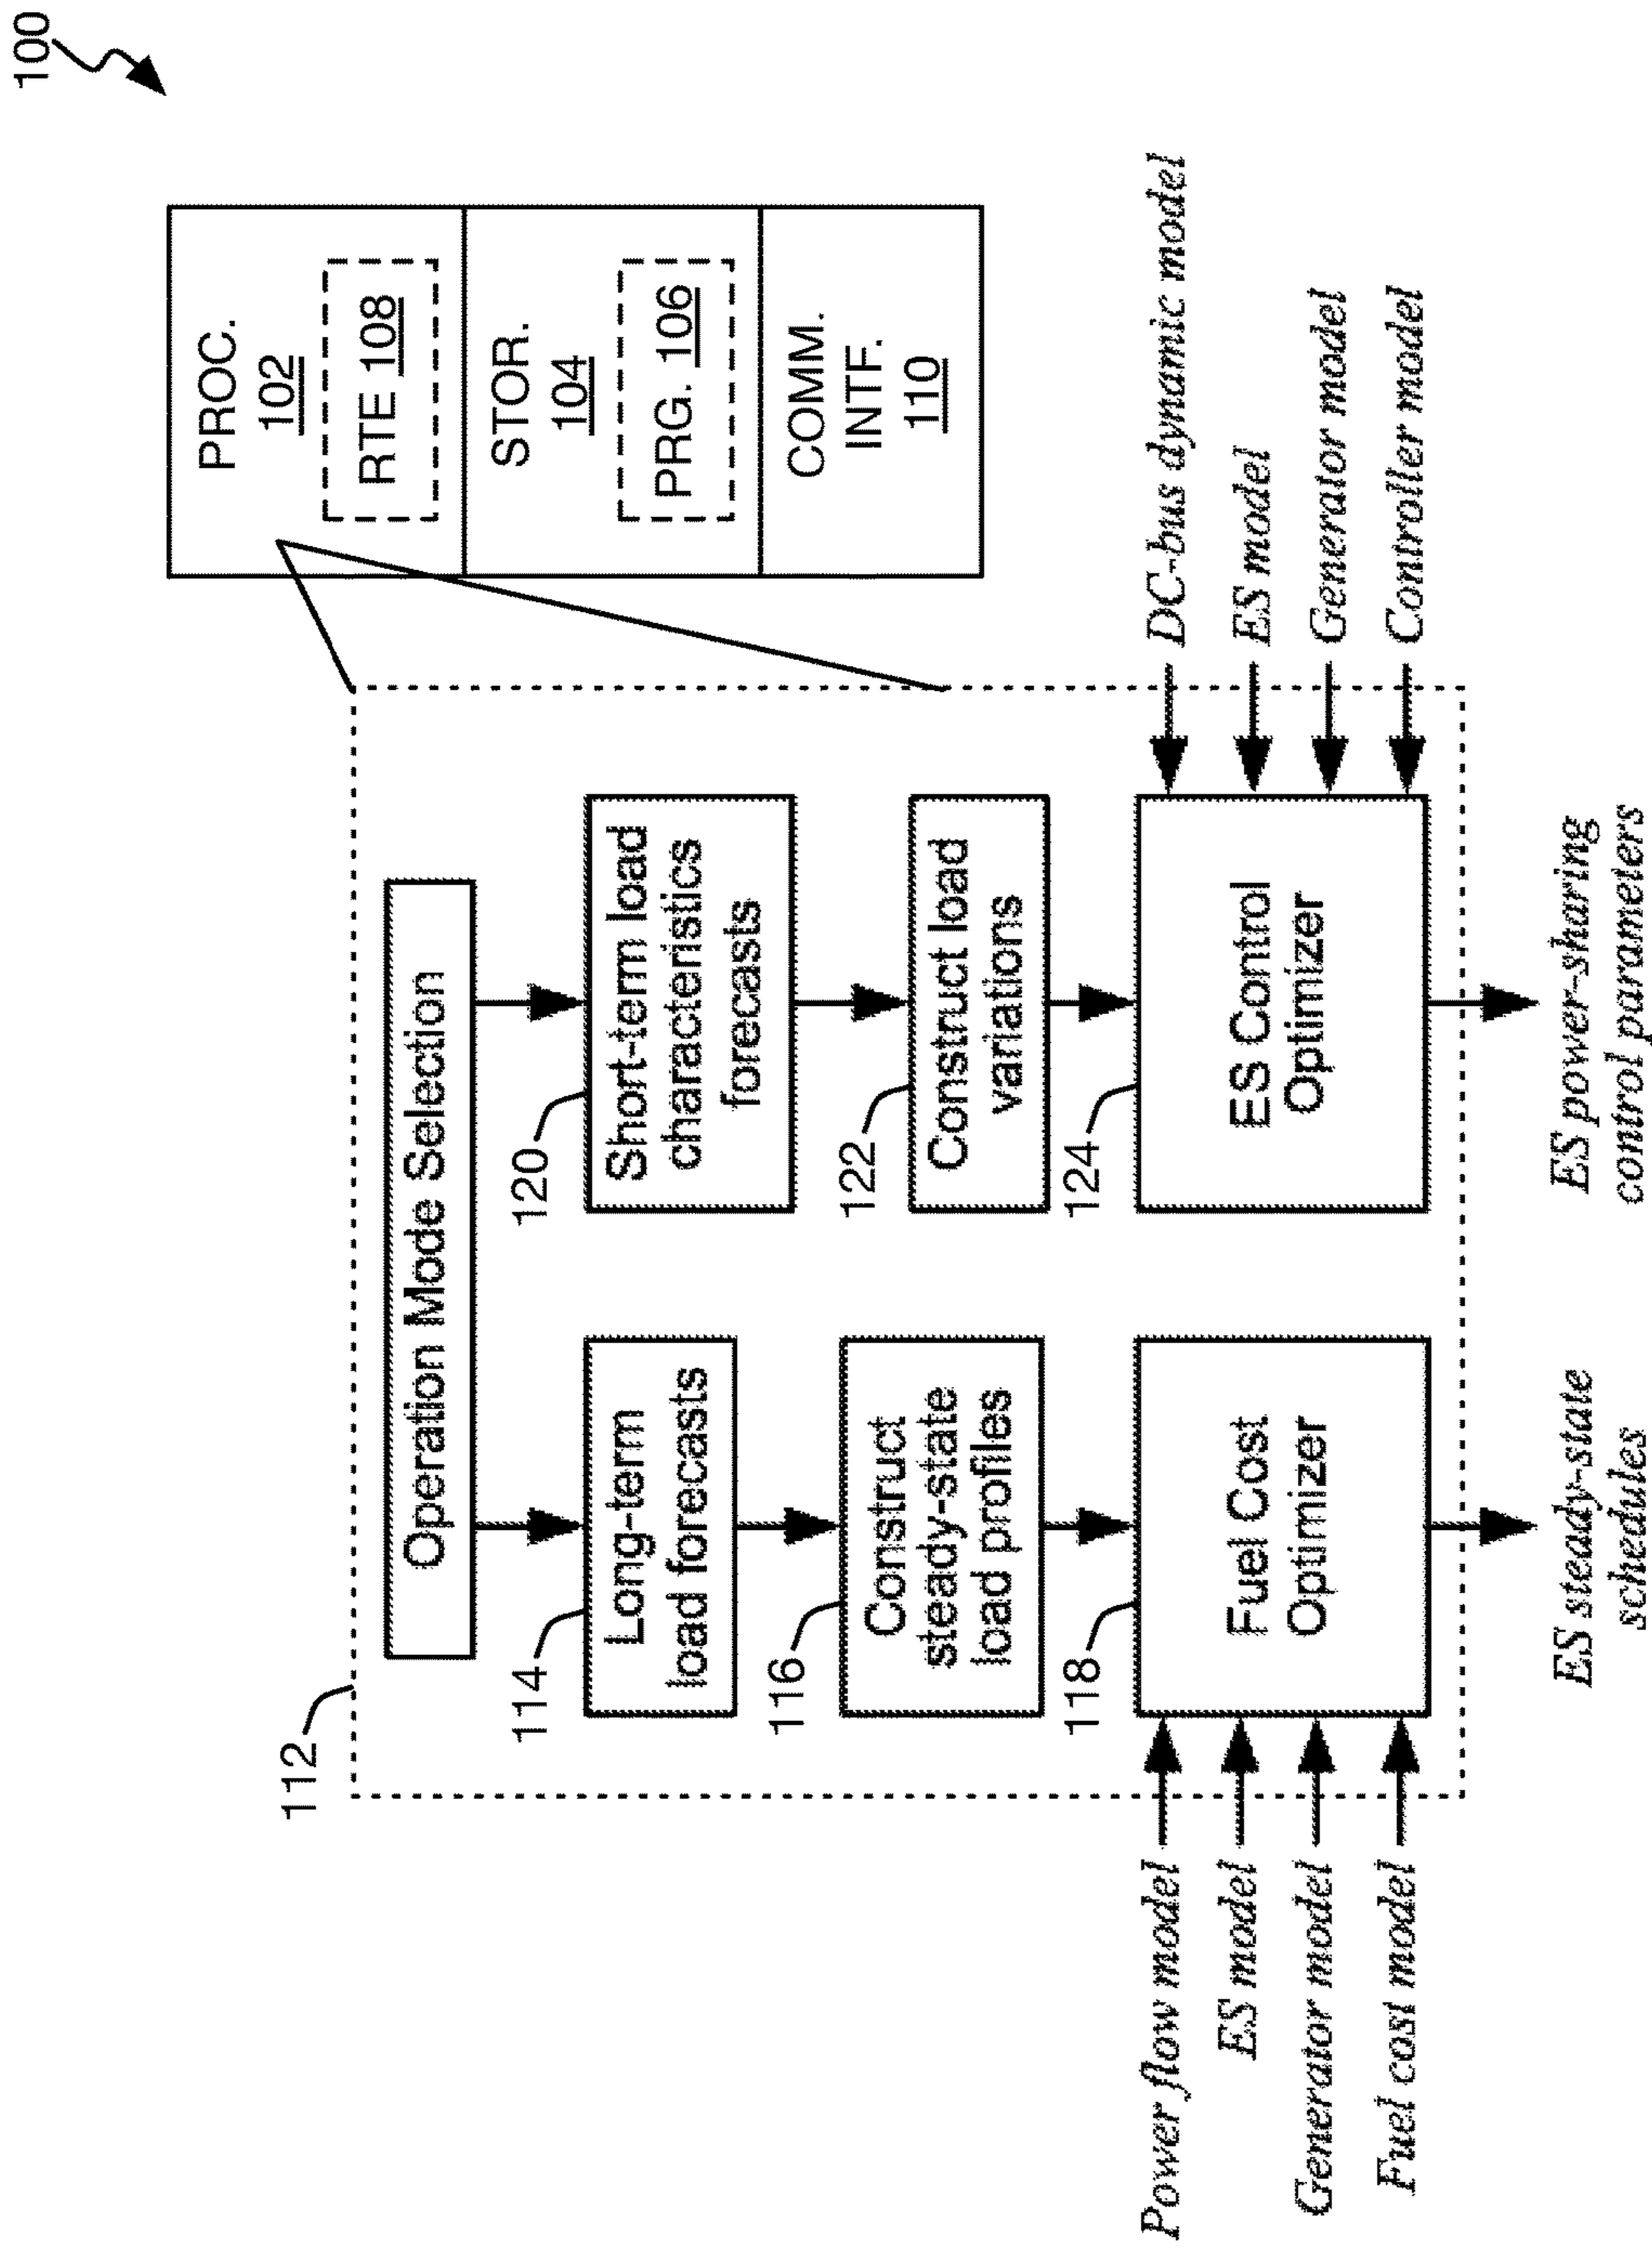 100
PROC.
102
RTE 108
STOR.
104
PRG. 106
COMM.
INTF.
110
112
Operation Mode Selection
114
Long-term
load forecasts
116
Construct
steady-state
load profiles
118
Fuel Cost
Optimizer
Power flow model
ES model
Generator model
Fuel cost model
ES steady-state
schedules
120
Short-term load
characteristics
forecasts
122
Construct load
variations
124
ES Control
Optimizer
DC-bus dynamic model
ES model
Generator model
Controller model
ES power-sharing
control parameters